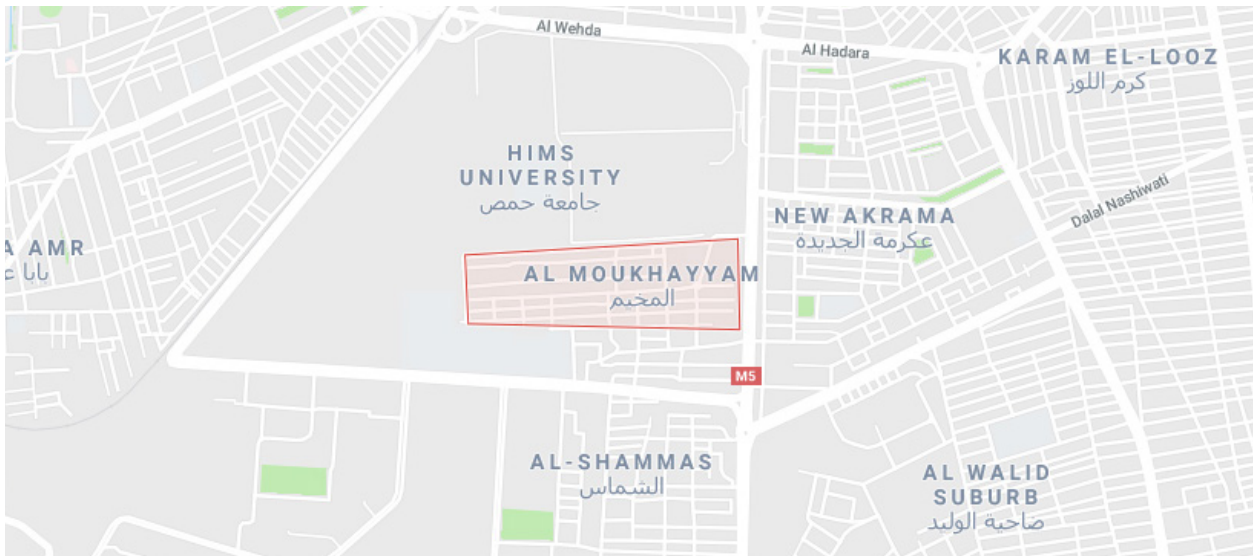 Al Wehda
Al Hadara
KARAM EL-LOOZ
كرم اللوز
HIMS
UNIVERSITY
جامعة حمص
Dalal Nashiwati
NEW AKRAMA
عكرمة الجديدة
A AMR
بابا ع
AL MOUKHAYYAM
المخيم
M5
AL-SHAMMAS
الشماس
AL WALID
SUBURB
ضاحية الوليد